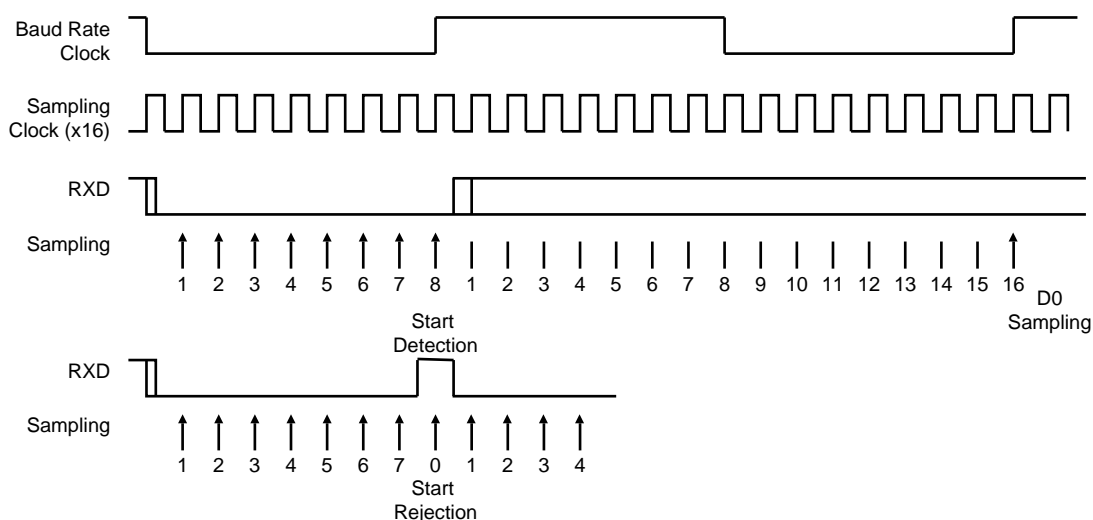 Baud Rate
Clock
Sampling
Clock (x16)
RXD
Sampling
1 2 3 4 5 6 7 8 1 2 3 4 5 6 7 8 9 10 11 12 13 14 15 16
D0
Sampling
Start
Detection
RXD
Sampling
1 2 3 4 5 6 7 0 1 2 3 4
Start
Rejection